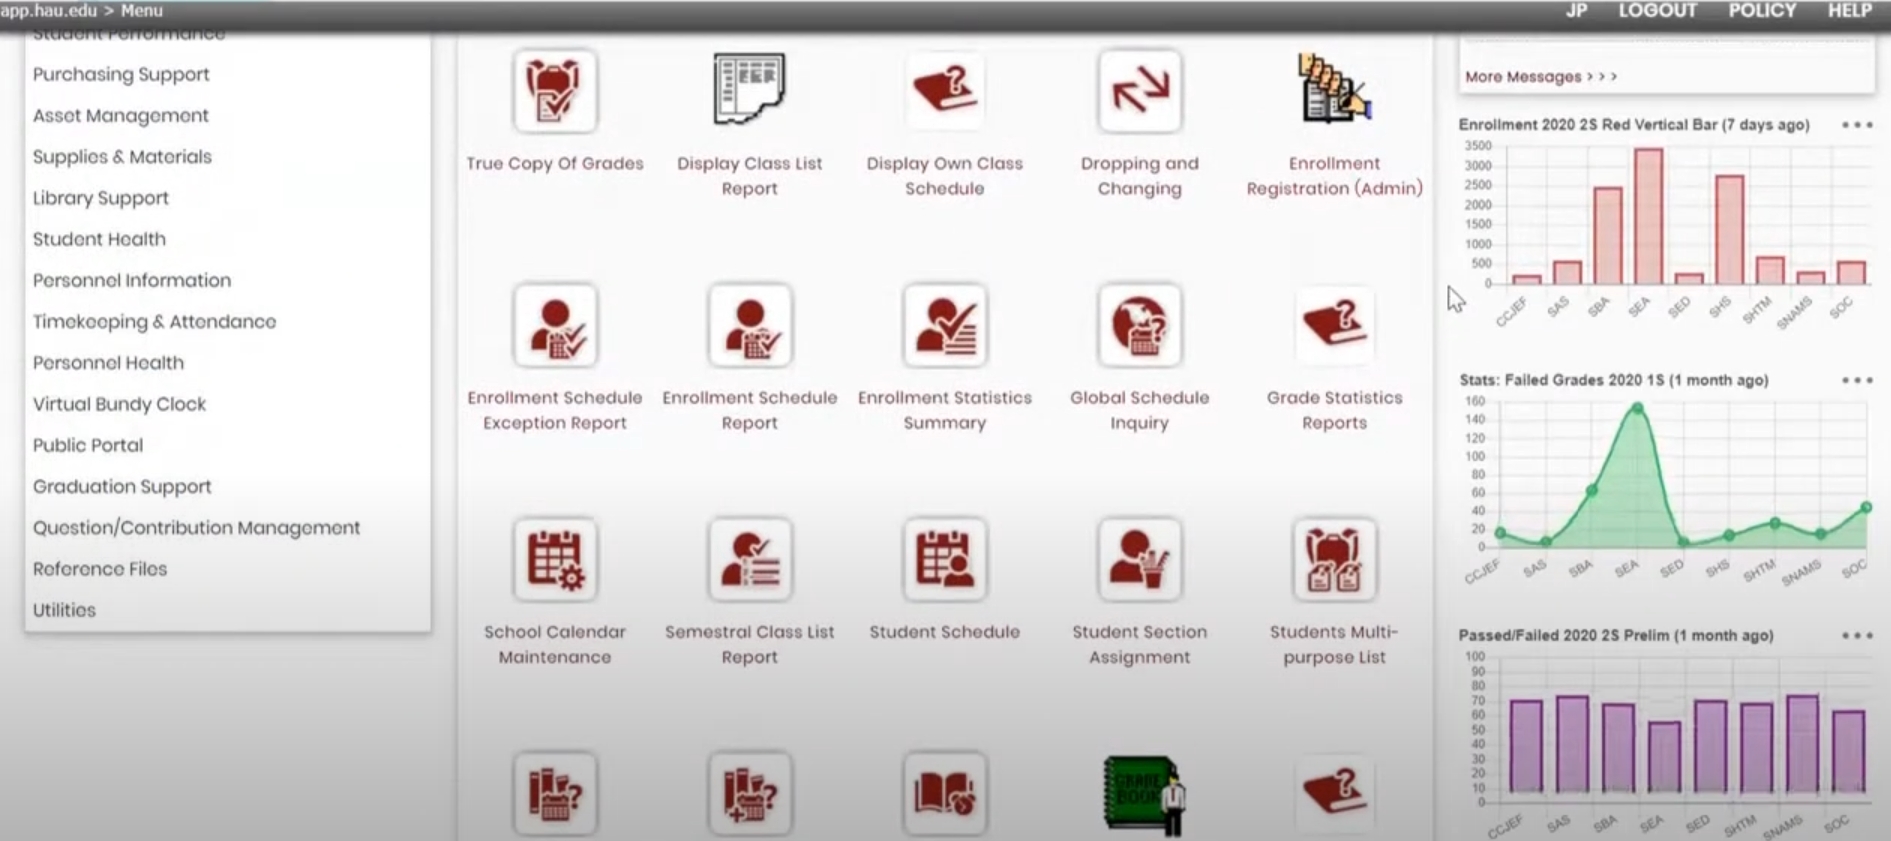 app.hau.edu > Menu
JP LOGOUT POLICY HELP
Student Performance
Purchasing Support
Asset Management
Supplies & Materials
Library Support
Student Health
Personnel Information
Timekeeping & Attendance
Personnel Health
Virtual Bundy Clock
Public Portal
Graduation Support
Question/Contribution Management
Reference Files
Utilities
True Copy Of Grades
Display Class List
Report
Display Own Class
Schedule
Dropping and
Changing
Enrollment
Registration (Admin)
Enrollment Schedule
Exception Report
Enrollment Schedule
Report
Enrollment Statistics
Summary
Global Schedule
Inquiry
Grade Statistics
Reports
School Calendar
Maintenance
Semestral Class List
Report
Student Schedule
Student Section
Assignment
Students Multi-
purpose List
GRADE
BOOK
More Messages > > >
Enrollment 2020 2S Red Vertical Bar (7 days ago)
3500
3000
2500
2000
1500
1000
500
0
CCJEF SAS SBA SEA SED SHS SHTM SNAMS SOC
Stats: Failed Grades 2020 1S (1 month ago)
160
140
120
100
80
60
40
20
0
CCJEF SAS SBA SEA SED SHS SHTM SNAMS SOC
Passed/Failed 2020 2S Prelim (1 month ago)
100
90
80
70
60
50
40
30
20
10
0
CCJEF SAS SBA SEA SED SHTM SNAMS SOC